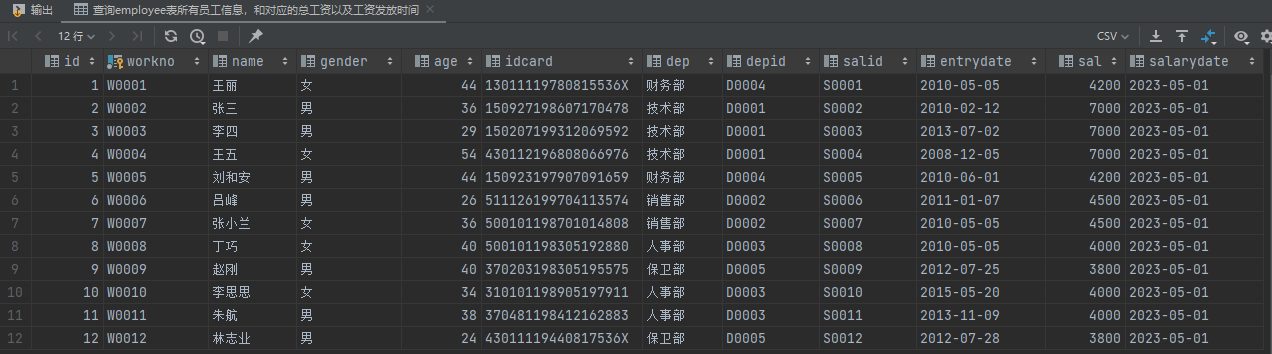 输出 查询employee表所有员工信息，和对应的总工资以及工资发放时间
12 行 CSV
id workno name gender age idcard dep depid salid entrydate sal salarydate
1 1 W0001 王丽 女 44 13011119780815536X 财务部 D0004 S0001 2010-05-05 4200 2023-05-01
2 2 W0002 张三 男 36 150927198607170478 技术部 D0001 S0002 2010-02-12 7000 2023-05-01
3 3 W0003 李四 男 29 150207199312069592 技术部 D0001 S0003 2013-07-02 7000 2023-05-01
4 4 W0004 王五 女 54 430112196808066976 技术部 D0001 S0004 2008-12-05 7000 2023-05-01
5 5 W0005 刘和安 男 44 150923197907091659 财务部 D0004 S0005 2010-06-01 4200 2023-05-01
6 6 W0006 吕峰 男 26 511126199704113574 销售部 D0002 S0006 2011-01-07 4500 2023-05-01
7 7 W0007 张小兰 女 36 500101198701014808 销售部 D0002 S0007 2010-05-05 4500 2023-05-01
8 8 W0008 丁巧 女 40 500101198305192880 人事部 D0003 S0008 2010-05-05 4000 2023-05-01
9 9 W0009 赵刚 男 40 370203198305195575 保卫部 D0005 S0009 2012-07-25 3800 2023-05-01
10 10 W0010 李思思 女 34 310101198905197911 人事部 D0003 S0010 2015-05-20 4000 2023-05-01
11 11 W0011 朱航 男 38 370481198412162883 人事部 D0003 S0011 2013-11-09 4000 2023-05-01
12 12 W0012 林志业 男 24 43011119440817536X 保卫部 D0005 S0012 2012-07-28 3800 2023-05-01